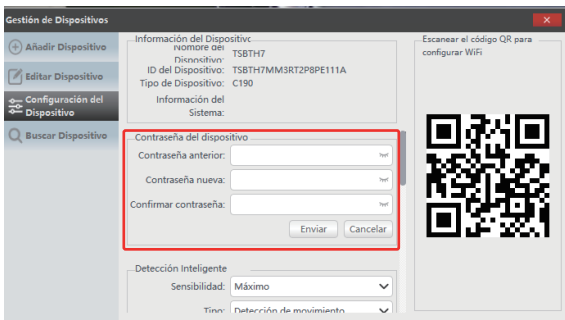 Gestión de Dispositivos
Añadir Dispositivo
Editar Dispositivo
Configuración del
Dispositivo
Buscar Dispositivo
Información del Dispositivo
Nombre del
Dispositivo: TSBTH7
ID del Dispositivo: TSBTH7MM3RT2P8PE111A
Tipo de Dispositivo: C190
Información del
Sistema:
Contraseña del dispositivo
Contraseña anterior:
Contraseña nueva:
Confirmar contraseña:
Enviar Cancelar
Detección Inteligente
Sensibilidad: Máximo
Tipo: Detección de movimiento
Escanear el código QR para
configurar WiFi